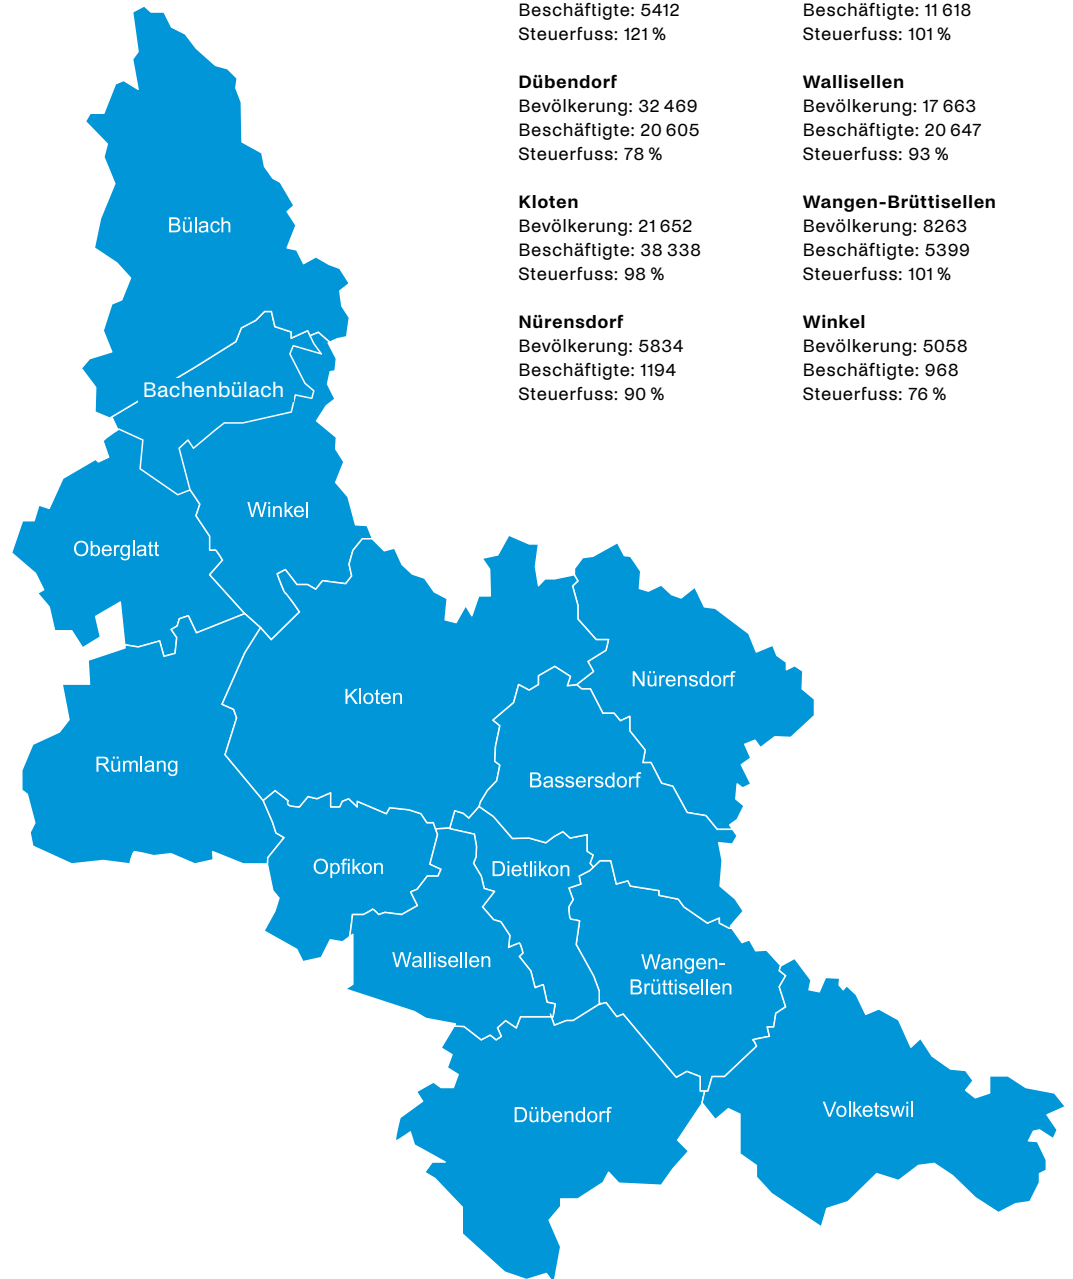 Beschäftigte: 5412
Steuerfuss: 121 %
Dübendorf
Bevölkerung: 32 469
Beschäftigte: 20 605
Steuerfuss: 78 %
Kloten
Bevölkerung: 21 652
Beschäftigte: 38 338
Steuerfuss: 98 %
Nürensdorf
Bevölkerung: 5834
Beschäftigte: 1194
Steuerfuss: 90 %
Beschäftigte: 11 618
Steuerfuss: 101 %
Wallisellen
Bevölkerung: 17 663
Beschäftigte: 20 647
Steuerfuss: 93 %
Wangen-Brüttisellen
Bevölkerung: 8263
Beschäftigte: 5399
Steuerfuss: 101 %
Winkel
Bevölkerung: 5058
Beschäftigte: 968
Steuerfuss: 76 %
Bülach
Bachenbülach
Winkel
Oberglatt
Kloten
Nürensdorf
Rümlang
Bassersdorf
Opfikon
Dietlikon
Wallisellen
Wangen-
Brüttisellen
Dübendorf
Volketswil